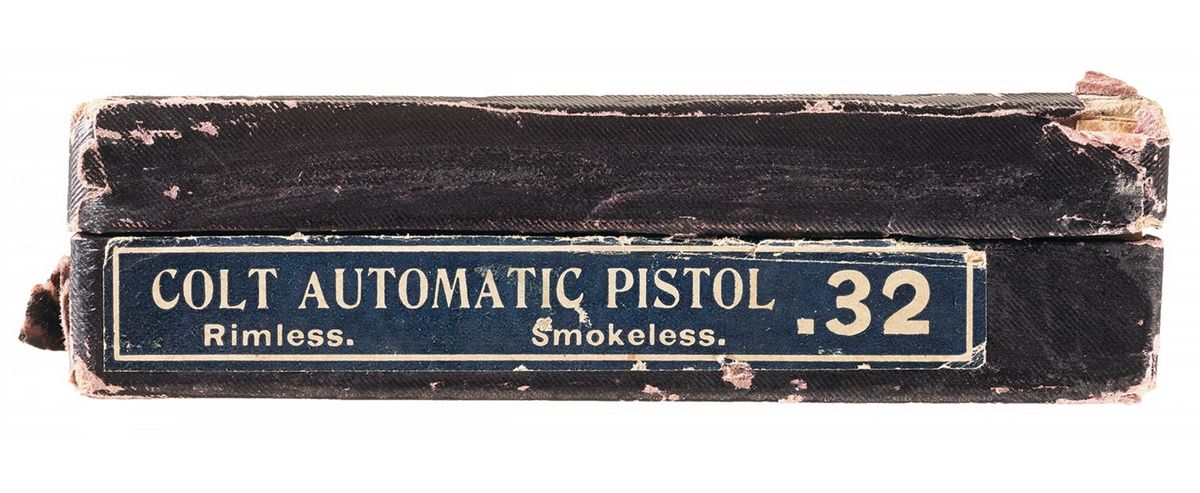 COLT AUTOMATIC PISTOL .32
Rimless. Smokeless.